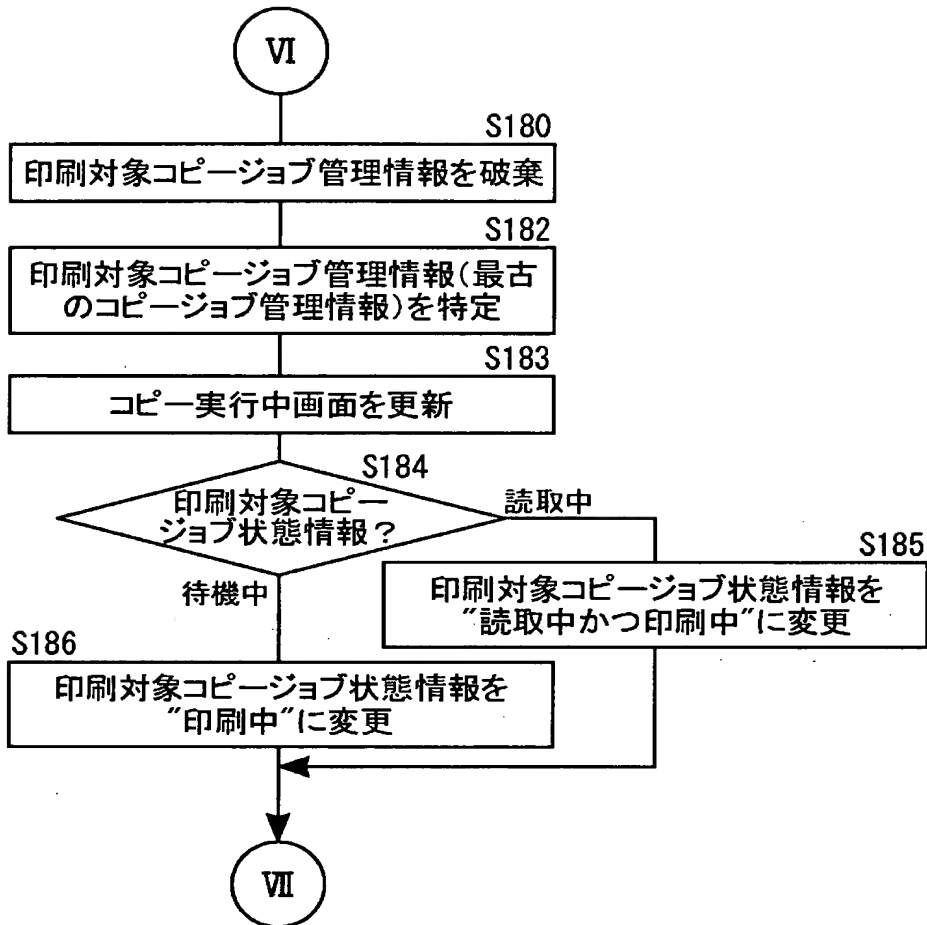 Ⅵ
S180
印刷対象コピージョブ管理情報を破棄
S182
印刷対象コピージョブ管理情報(最古
のコピージョブ管理情報)を特定
S183
コピー実行中画面を更新
S184
印刷対象コピー
ジョブ状態情報?
読取中
待機中
S185
印刷対象コピージョブ状態情報を
"読取中かつ印刷中"に変更
S186
印刷対象コピージョブ状態情報を
"印刷中"に変更
Ⅶ